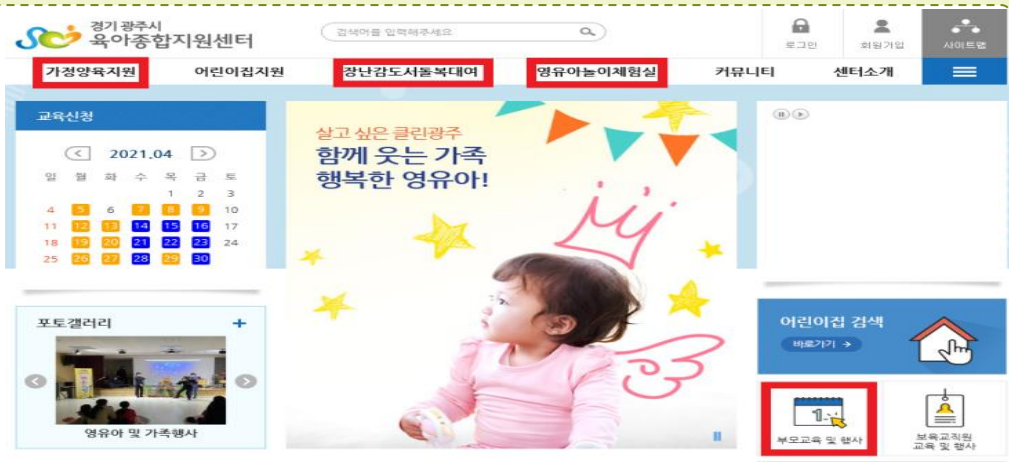 경기 광주시
육아종합지원센터
검색어를 입력해주세요.
로그인
회원가입
사이트맵
가정양육지원 어린이집지원 장난감도서돌복대여 영유아놀이체험실 커뮤니티 센터소개
교육신청
2021.04
일 월 화 수 목 금 토
1 2 3
4 5 6 7 8 9 10
11 12 13 14 15 16 17
18 19 20 21 22 23 24
25 26 27 28 29 30
살고 싶은 클린광주
함께 웃는 가족
행복한 영유아!
포토갤러리 +
영유아 및 가족행사
어린이집 검색
바로가기 →
1
부모교육 및 행사
보육교직원
교육 및 행사